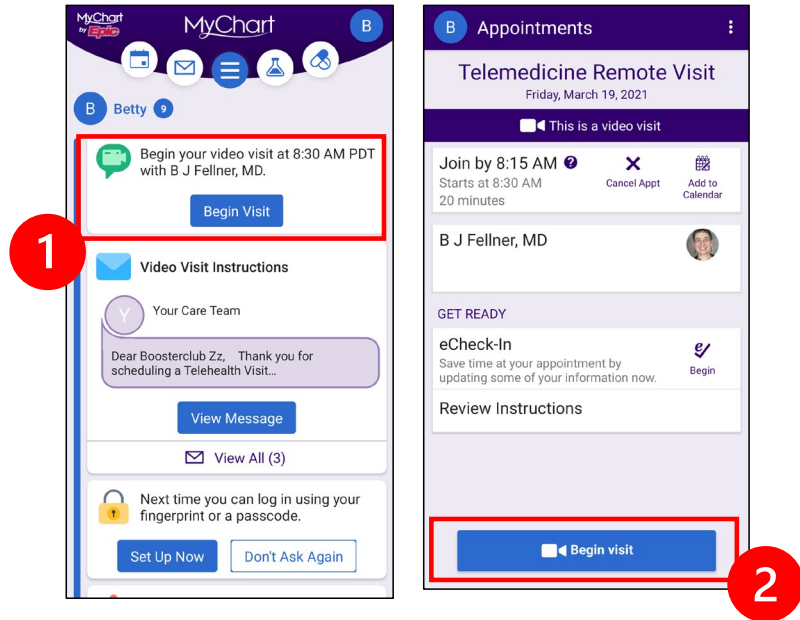 MyChart
by Epic
MyChart
B
B
Betty 9
Begin your video visit at 8:30 AM PDT
with B J Fellner, MD.
Begin Visit
1
Video Visit Instructions
Y
Your Care Team
Dear Boosterclub Zz, Thank you for
scheduling a Telehealth Visit...
View Message
View All (3)
Next time you can log in using your
fingerprint or a passcode.
Set Up Now
Don't Ask Again
B
Appointments
Telemedicine Remote Visit
Friday, March 19, 2021
This is a video visit
Join by 8:15 AM ?
Starts at 8:30 AM
20 minutes
Cancel Appt
Add to
Calendar
B J Fellner, MD
GET READY
eCheck-In
Save time at your appointment by
updating some of your information now.
Begin
Review Instructions
Begin visit
2